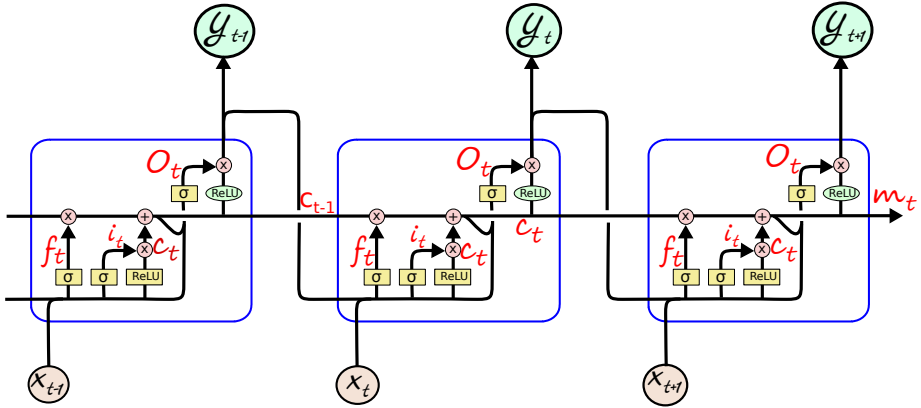 y t-1 y t y t+1
O t x O t x O t x
σ ReLU σ ReLU σ ReLU
c t-1 m t
x + x + x +
c t
f t i t x c t f t i t x c t f t i t x c t
σ σ ReLU σ σ ReLU σ σ ReLU
x t-1 x t x t+1